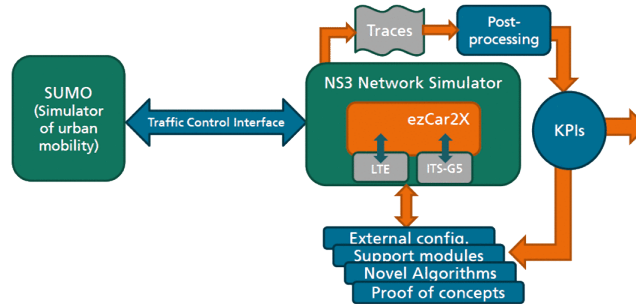 Traces
Post-
processing
SUMO
(Simulator
of urban
mobility)
Traffic Control Interface
NS3 Network Simulator
ezCar2X
LTE
ITS-G5
KPIs
External config.
Support modules
Novel Algorithms
Proof of concepts